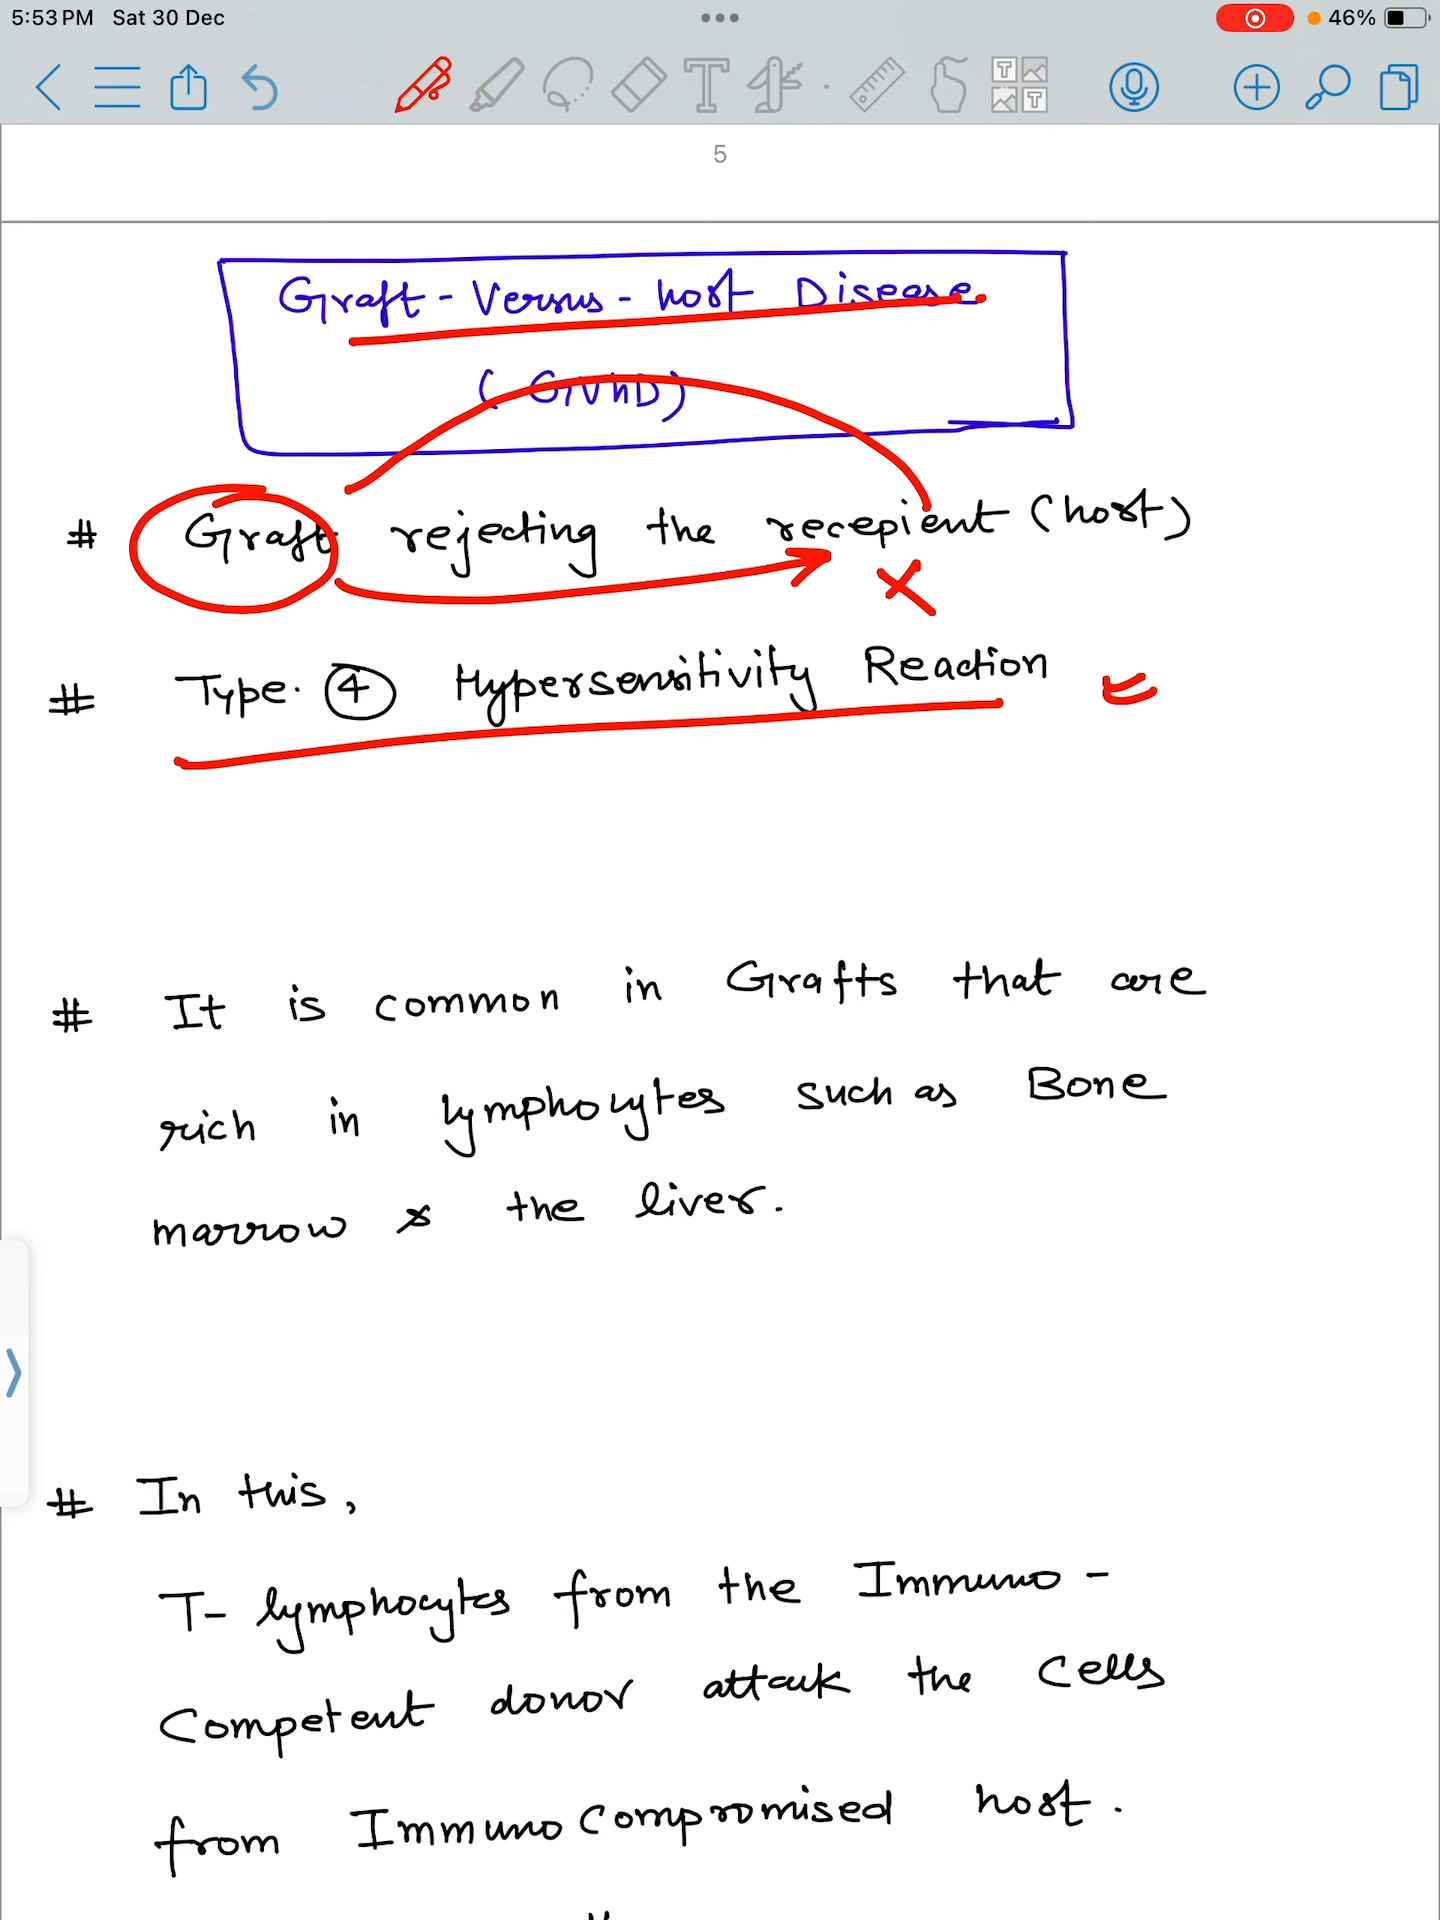 5:53 PM Sat 30 Dec
46%
5
Graft - Versus - host Disease
(GVhD)
# Graft rejecting the recepient (host)
# Type. 4 Hypersensitivity Reaction
# It is common in Grafts that are
rich in lymphocytes such as Bone
marrow & the liver.
# In this,
T- lymphocytes from the Immuno -
Competent donor attack the Cells
from Immuno Compromised host.